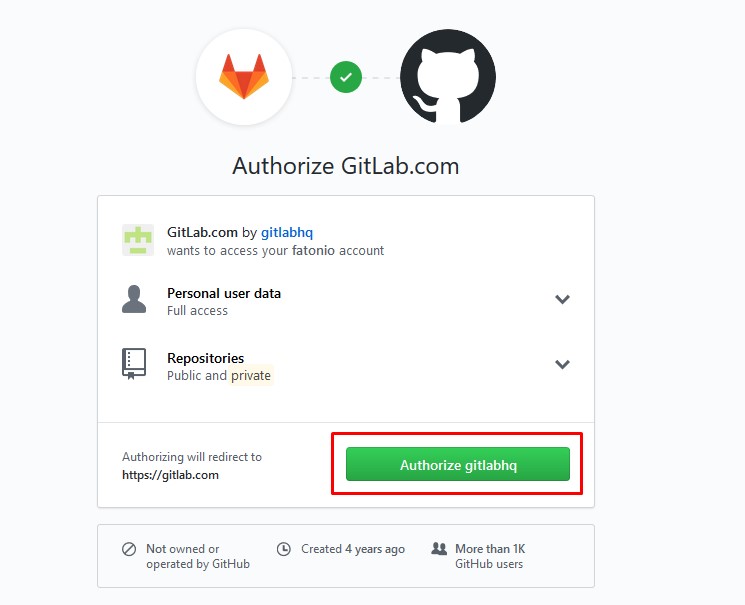 Authorize GitLab.com
GitLab.com by gitlabhq
wants to access your fatonio account
Personal user data
Full access
Repositories
Public and private
Authorizing will redirect to
https://gitlab.com
Authorize gitlabhq
Not owned or
operated by GitHub
Created 4 years ago
More than 1K
GitHub users